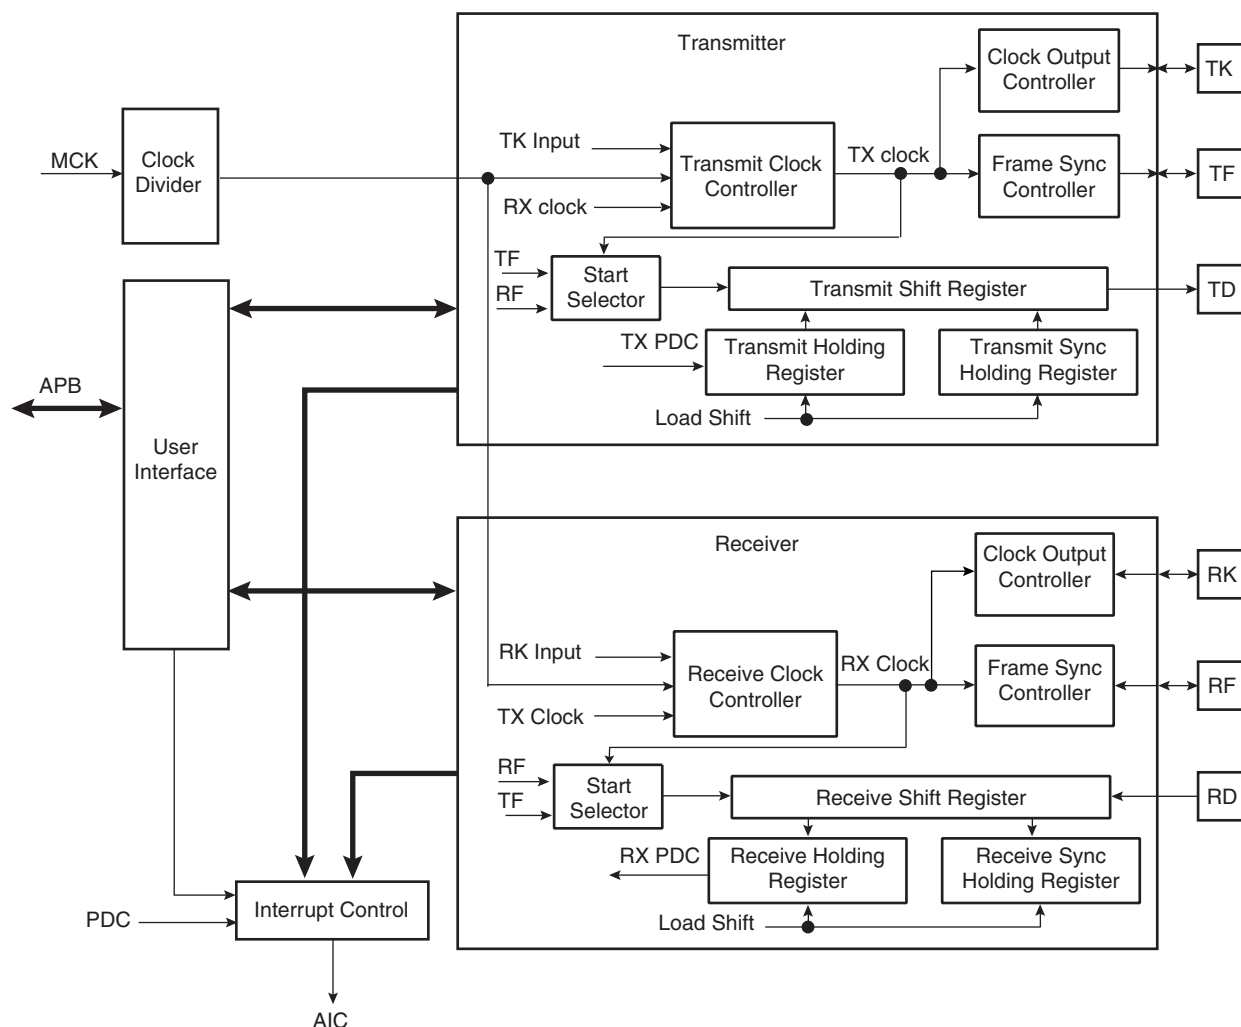 Transmitter
Clock Output
Controller
TK
MCK
Clock
Divider
TK Input
Transmit Clock
Controller
TX clock
Frame Sync
Controller
TF
RX clock
TF
RF
Start
Selector
Transmit Shift Register
TD
TX PDC
Transmit Holding
Register
Transmit Sync
Holding Register
APB
Load Shift
User
Interface
Receiver
Clock Output
Controller
RK
RK Input
Receive Clock
Controller
RX Clock
Frame Sync
Controller
RF
TX Clock
RF
TF
Start
Selector
Receive Shift Register
RD
RX PDC
Receive Holding
Register
Receive Sync
Holding Register
PDC
Interrupt Control
Load Shift
AIC